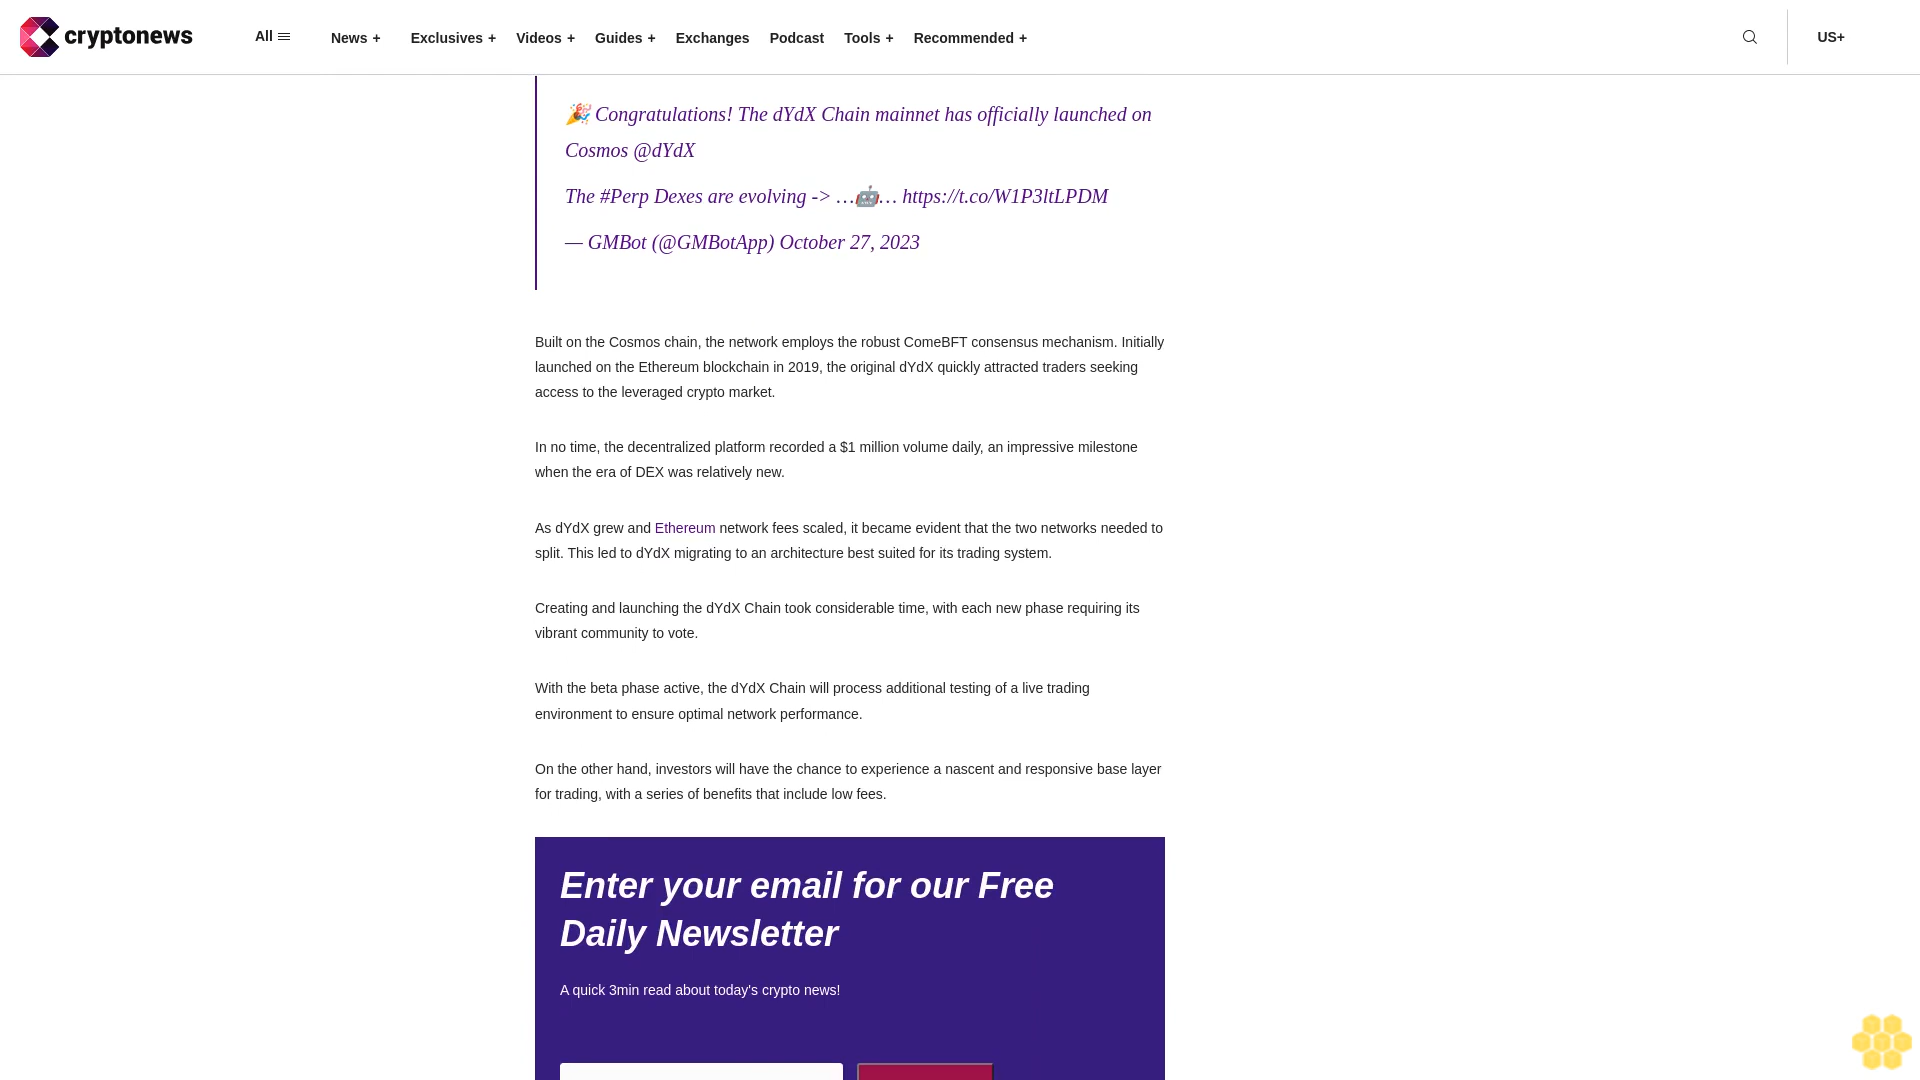 cryptonews
All
News +
Exclusives +
Videos +
Guides +
Exchanges
Podcast
Tools +
Recommended +
US+
🎉 Congratulations! The dYdX Chain mainnet has officially launched on
Cosmos @dYdX
The #Perp Dexes are evolving -> …🤖… https://t.co/W1P3ltLPDM
— GMBot (@GMBotApp) October 27, 2023
Built on the Cosmos chain, the network employs the robust ComeBFT consensus mechanism. Initially
launched on the Ethereum blockchain in 2019, the original dYdX quickly attracted traders seeking
access to the leveraged crypto market.
In no time, the decentralized platform recorded a $1 million volume daily, an impressive milestone
when the era of DEX was relatively new.
As dYdX grew and Ethereum network fees scaled, it became evident that the two networks needed to
split. This led to dYdX migrating to an architecture best suited for its trading system.
Creating and launching the dYdX Chain took considerable time, with each new phase requiring its
vibrant community to vote.
With the beta phase active, the dYdX Chain will process additional testing of a live trading
environment to ensure optimal network performance.
On the other hand, investors will have the chance to experience a nascent and responsive base layer
for trading, with a series of benefits that include low fees.
Enter your email for our Free
Daily Newsletter
A quick 3min read about today's crypto news!